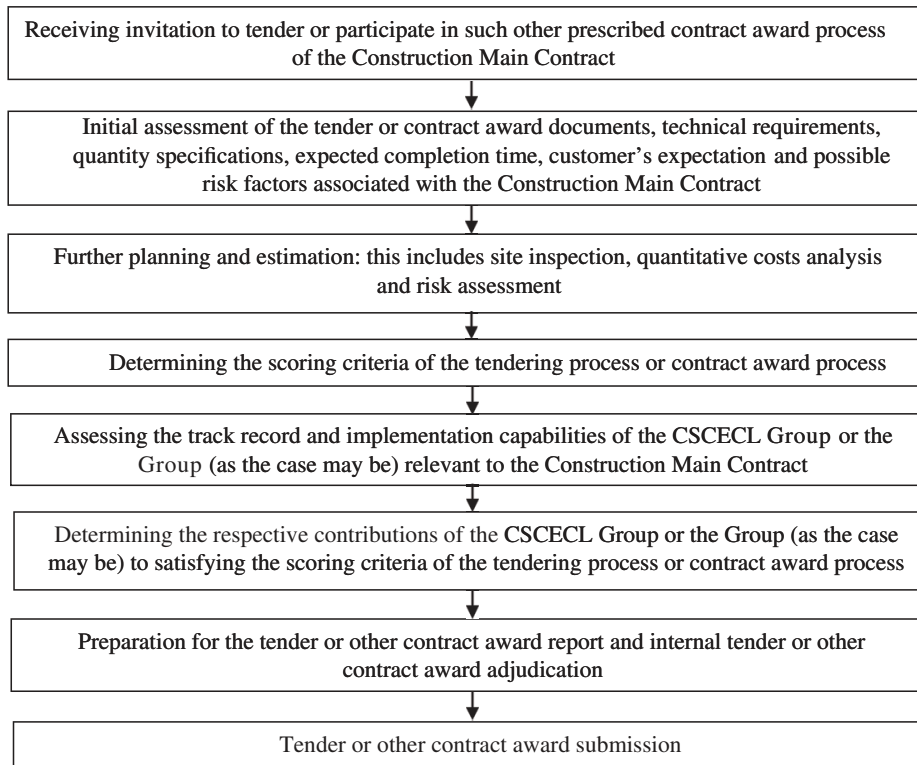 Receiving invitation to tender or participate in such other prescribed contract award process
of the Construction Main Contract
Initial assessment of the tender or contract award documents, technical requirements,
quantity specifications, expected completion time, customer's expectation and possible
risk factors associated with the Construction Main Contract
Further planning and estimation: this includes site inspection, quantitative costs analysis
and risk assessment
Determining the scoring criteria of the tendering process or contract award process
Assessing the track record and implementation capabilities of the CSCECL Group or the
Group (as the case may be) relevant to the Construction Main Contract
Determining the respective contributions of the CSCECL Group or the Group (as the case
may be) to satisfying the scoring criteria of the tendering process or contract award process
Preparation for the tender or other contract award report and internal tender or other
contract award adjudication
Tender or other contract award submission